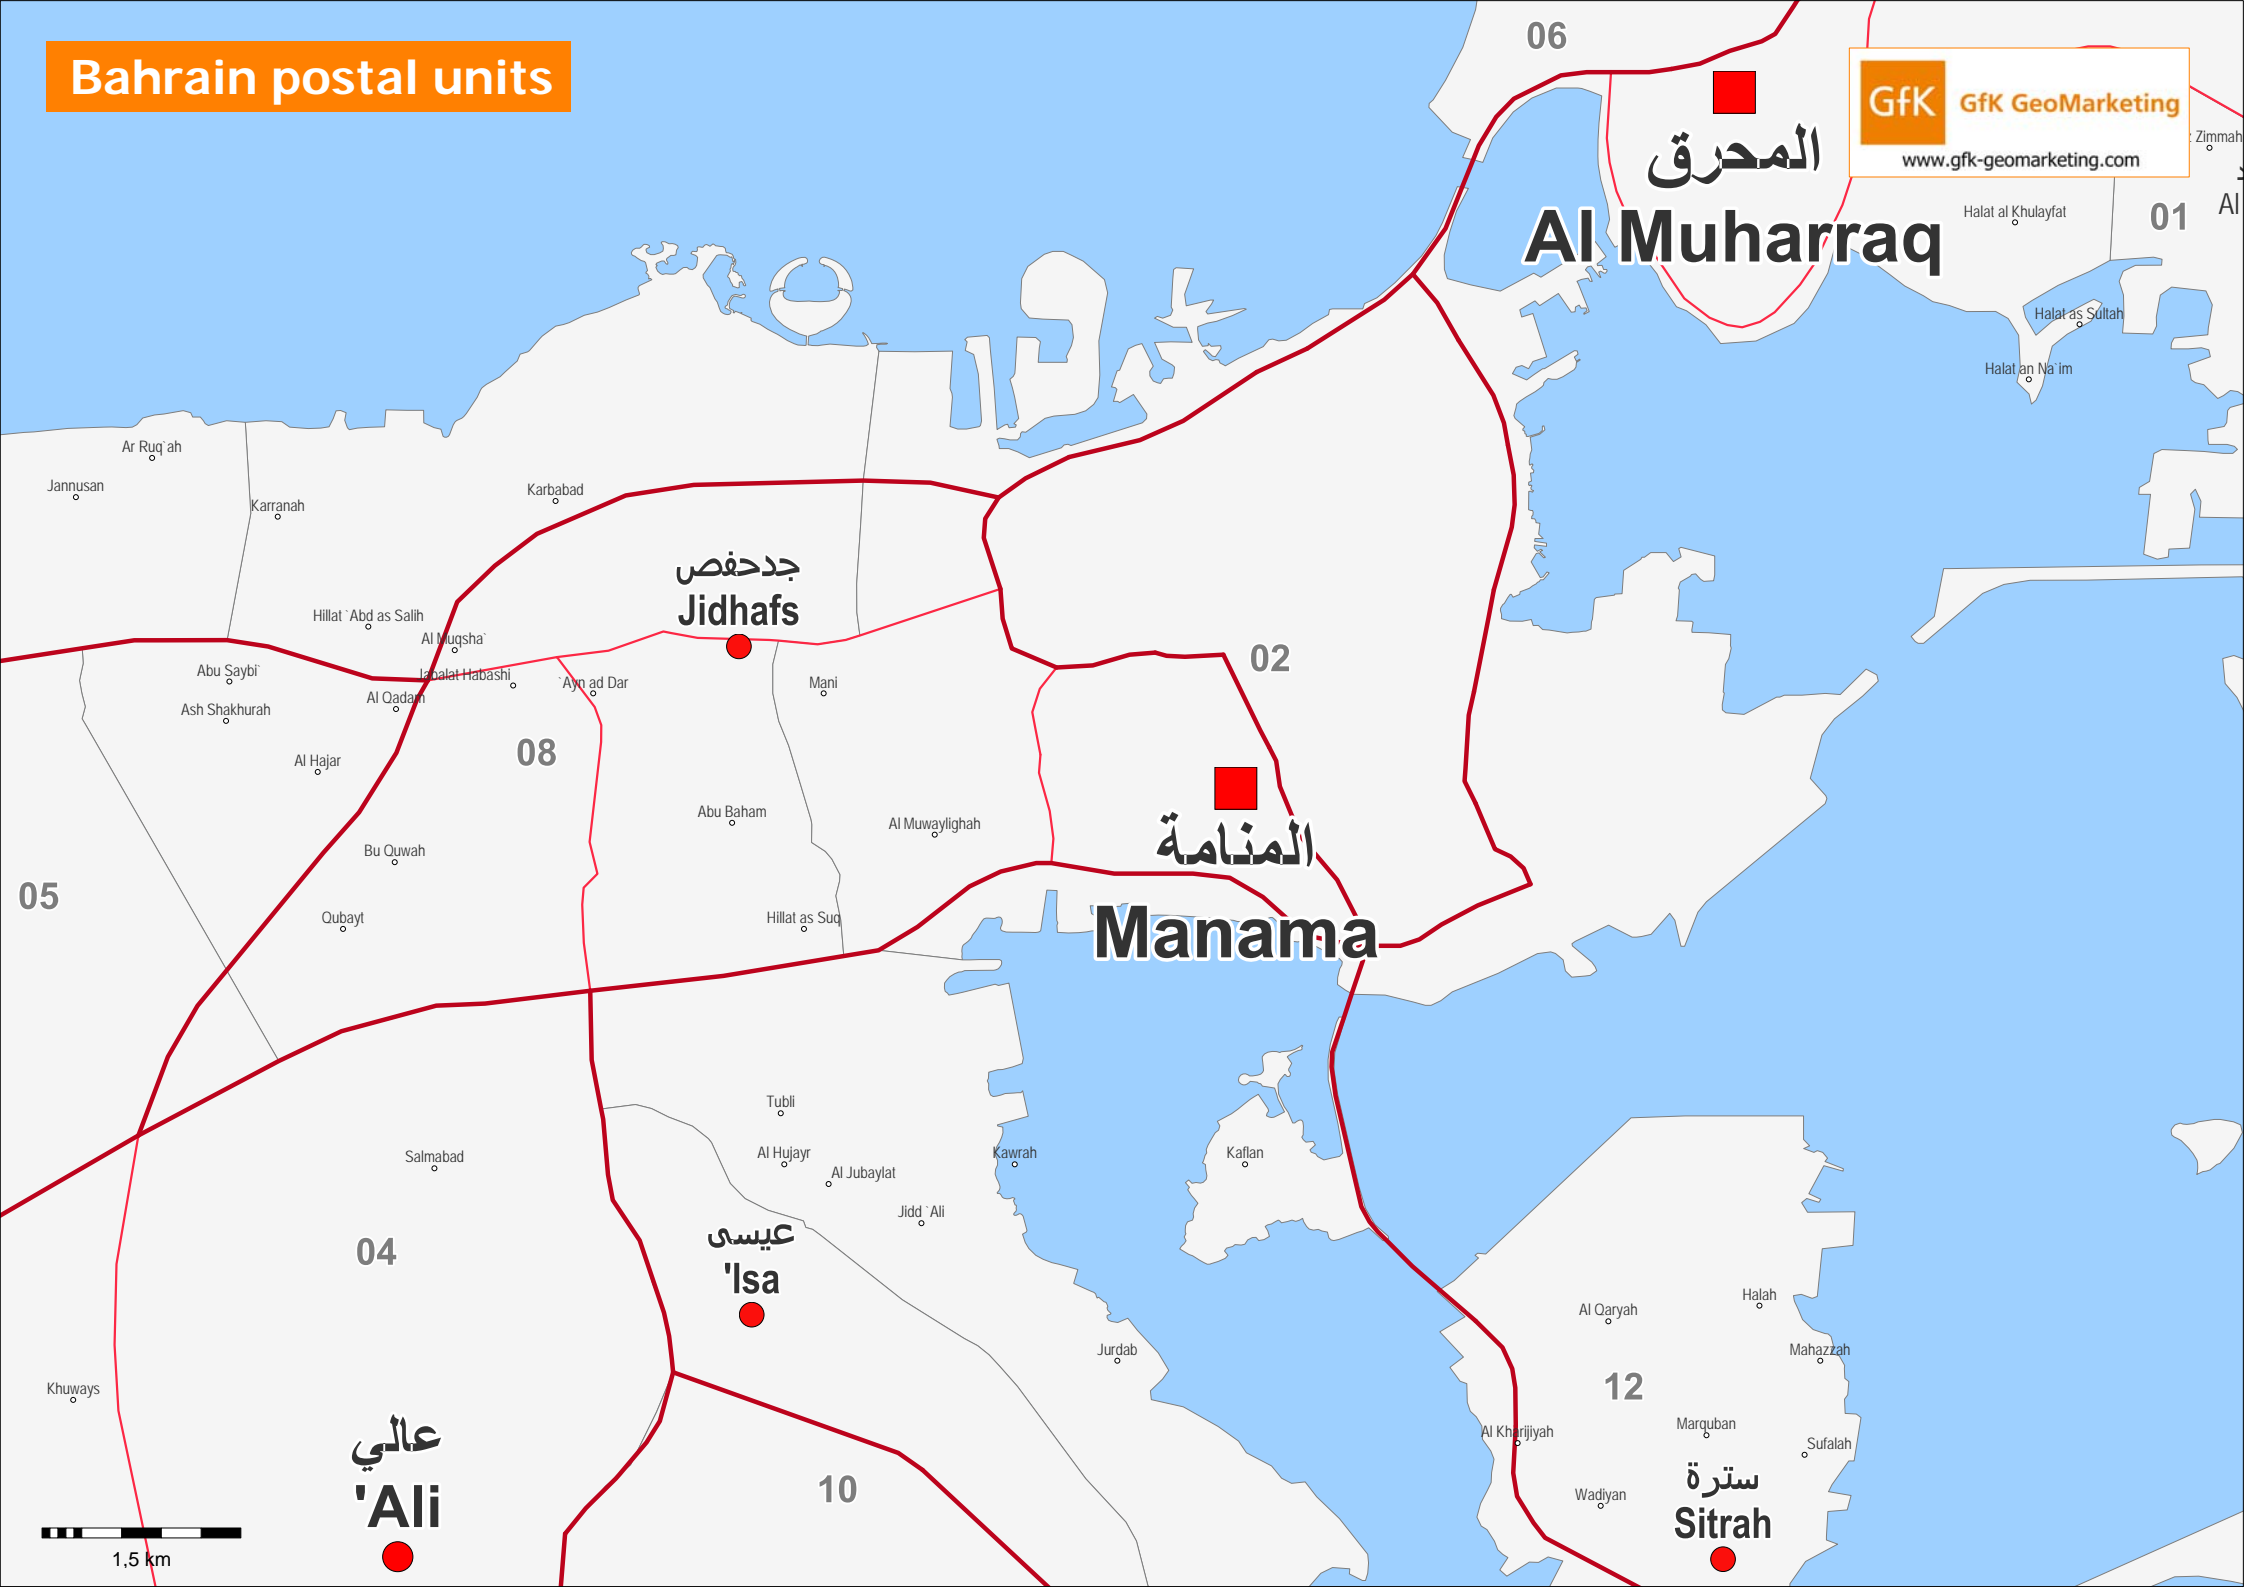 Bahrain postal units
06
GfK
GfK GeoMarketing
www.gfk-geomarketing.com
المحرق
Al Muharraq
Zimmah
Halat al Khulayfat
01
Al
Halat as Sultah
Halat an Na`im
Ar Ruq`ah
Jannusan
Karranah
Karbabad
جدحفص
Jidhafs
Hillat `Abd as Salih
Al Muqsha`
Abu Saybi`
Jabalat Habashi
`Ayn ad Dar
Mani
02
Al Qadam
Ash Shakhurah
08
Al Hajar
Abu Baham
Al Muwaylighah
المنامة
Manama
Bu Quwah
05
Qubayt
Hillat as Suq
Tubli
Salmabad
Al Hujayr
Al Jubaylat
Kawrah
Kaflan
Jidd `Ali
04
عيسى
'Isa
Al Qaryah
Halah
Jurdab
Mahazzah
Khuways
12
عالي
'Ali
Al Kharijiyah
Marquban
Sufalah
10
Wadiyan
سترة
Sitrah
1,5 km